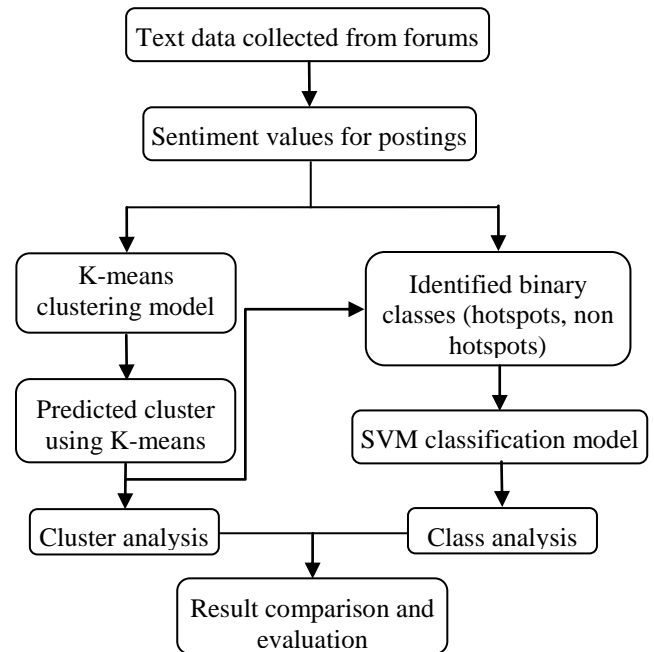 Text data collected from forums
Sentiment values for postings
K-means
clustering model
Identified binary
classes (hotspots, non
hotspots)
Predicted cluster
using K-means
SVM classification model
Cluster analysis
Class analysis
Result comparison and
evaluation